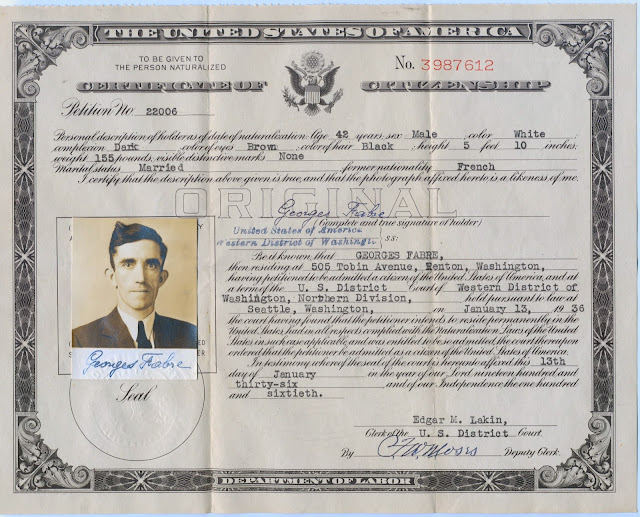 THE UNITED STATES OF AMERICA
TO BE GIVEN TO
THE PERSON NATURALIZED
No. 3987612
CERTIFICATE OF CITIZENSHIP
Petition No 22006
Personal description of holder as of date of naturalization: Age 42 years; sex Male color White
complexion Dark color of eyes Brown color of hair Black height 5 feet 10 inches;
weight 155 pounds; visible distinctive marks None
Marital status Married former nationality French
I certify that the description above given is true, and that the photograph affixed hereto is a likeness of me.
ORIGINAL
Georges Fabre
(Complete and true signature of holder)
United States of America
Western District of Washingt ss:
Be it known, that GEORGES FABRE,
then residing at 505 Tobin Avenue, Renton, Washington,
having petitioned to be admitted a citizen of the United States of America, and at
a term of the U. S. District Court of Western District of
Washington, Northern Division, held pursuant to law at
Seattle, Washington, on January 13, 1936
the court having found that the petitioner intends to reside permanently in the
United States, had in all respects complied with the Naturalization Laws of the United
States in such case applicable, and was entitled to be so admitted, the court thereupon
ordered that the petitioner be admitted as a citizen of the United States of America.
In testimony whereof the seal of the court is hereunto affixed this 13th
day of January in the year of our Lord nineteen hundred and
thirty-six and of our Independence the one hundred
and sixtieth.
Georges Fabre
Seal
Edgar M. Lakin,
Clerk of the U. S. District Court.
By Deputy Clerk.
DEPARTMENT OF LABOR